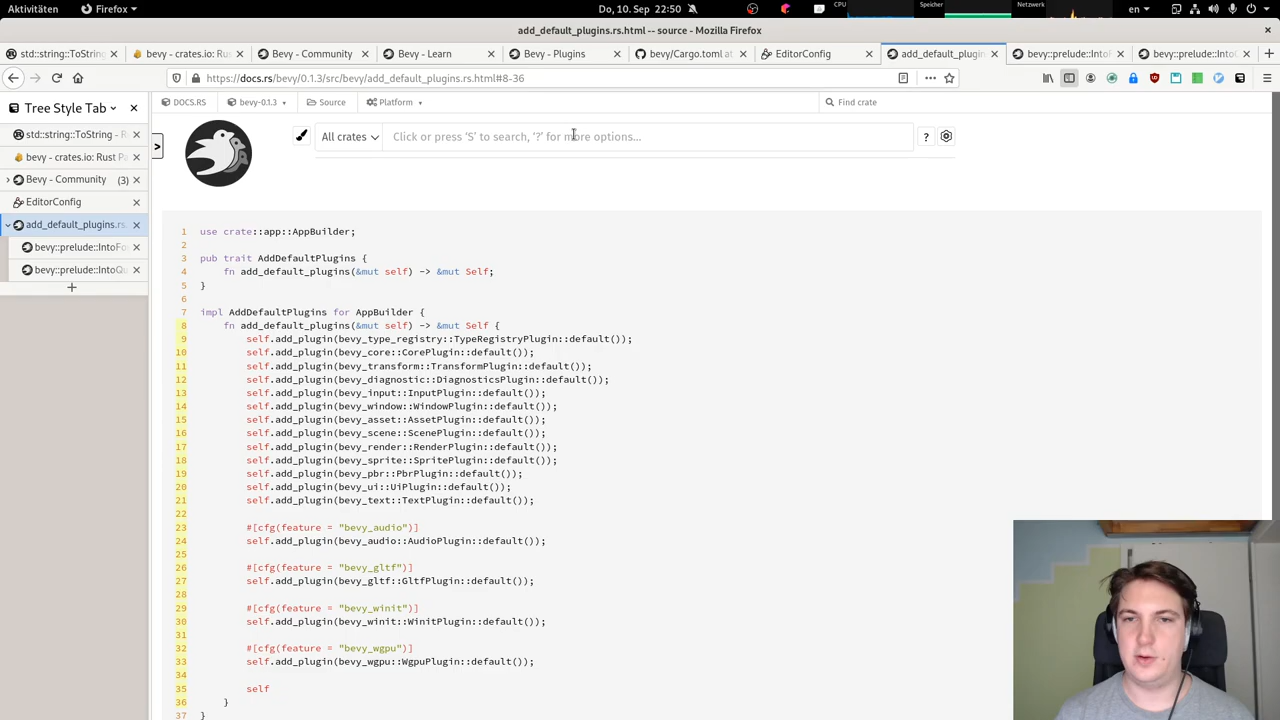 Aktivitäten
Firefox
Do, 10. Sep 22:50
CPU
Speicher
Netzwerk
en
add_default_plugins.rs.html -- source - Mozilla Firefox
std::string::ToString
bevy - crates.io: Rus
Bevy - Community
Bevy - Learn
Bevy - Plugins
bevy/Cargo.toml at
EditorConfig
add_default_plugin
bevy::prelude::IntoF
bevy::prelude::Into
https://docs.rs/bevy/0.1.3/src/bevy/add_default_plugins.rs.html#8-36
Tree Style Tab
std::string::ToString - R
bevy - crates.io: Rust Pa
Bevy - Community (3)
EditorConfig
add_default_plugins.rs
bevy::prelude::IntoFo
bevy::prelude::IntoQu
DOCS.RS
bevy-0.1.3
Source
Platform
Find crate
All crates
Click or press 'S' to search, '?' for more options...
?
1 use crate::app::AppBuilder;
2
3 pub trait AddDefaultPlugins {
4 fn add_default_plugins(&mut self) -> &mut Self;
5 }
6
7 impl AddDefaultPlugins for AppBuilder {
8 fn add_default_plugins(&mut self) -> &mut Self {
9 self.add_plugin(bevy_type_registry::TypeRegistryPlugin::default());
10 self.add_plugin(bevy_core::CorePlugin::default());
11 self.add_plugin(bevy_transform::TransformPlugin::default());
12 self.add_plugin(bevy_diagnostic::DiagnosticsPlugin::default());
13 self.add_plugin(bevy_input::InputPlugin::default());
14 self.add_plugin(bevy_window::WindowPlugin::default());
15 self.add_plugin(bevy_asset::AssetPlugin::default());
16 self.add_plugin(bevy_scene::ScenePlugin::default());
17 self.add_plugin(bevy_render::RenderPlugin::default());
18 self.add_plugin(bevy_sprite::SpritePlugin::default());
19 self.add_plugin(bevy_pbr::PbrPlugin::default());
20 self.add_plugin(bevy_ui::UiPlugin::default());
21 self.add_plugin(bevy_text::TextPlugin::default());
22
23 #[cfg(feature = "bevy_audio")]
24 self.add_plugin(bevy_audio::AudioPlugin::default());
25
26 #[cfg(feature = "bevy_gltf")]
27 self.add_plugin(bevy_gltf::GltfPlugin::default());
28
29 #[cfg(feature = "bevy_winit")]
30 self.add_plugin(bevy_winit::WinitPlugin::default());
31
32 #[cfg(feature = "bevy_wgpu")]
33 self.add_plugin(bevy_wgpu::WgpuPlugin::default());
34
35 self
36 }
37 }